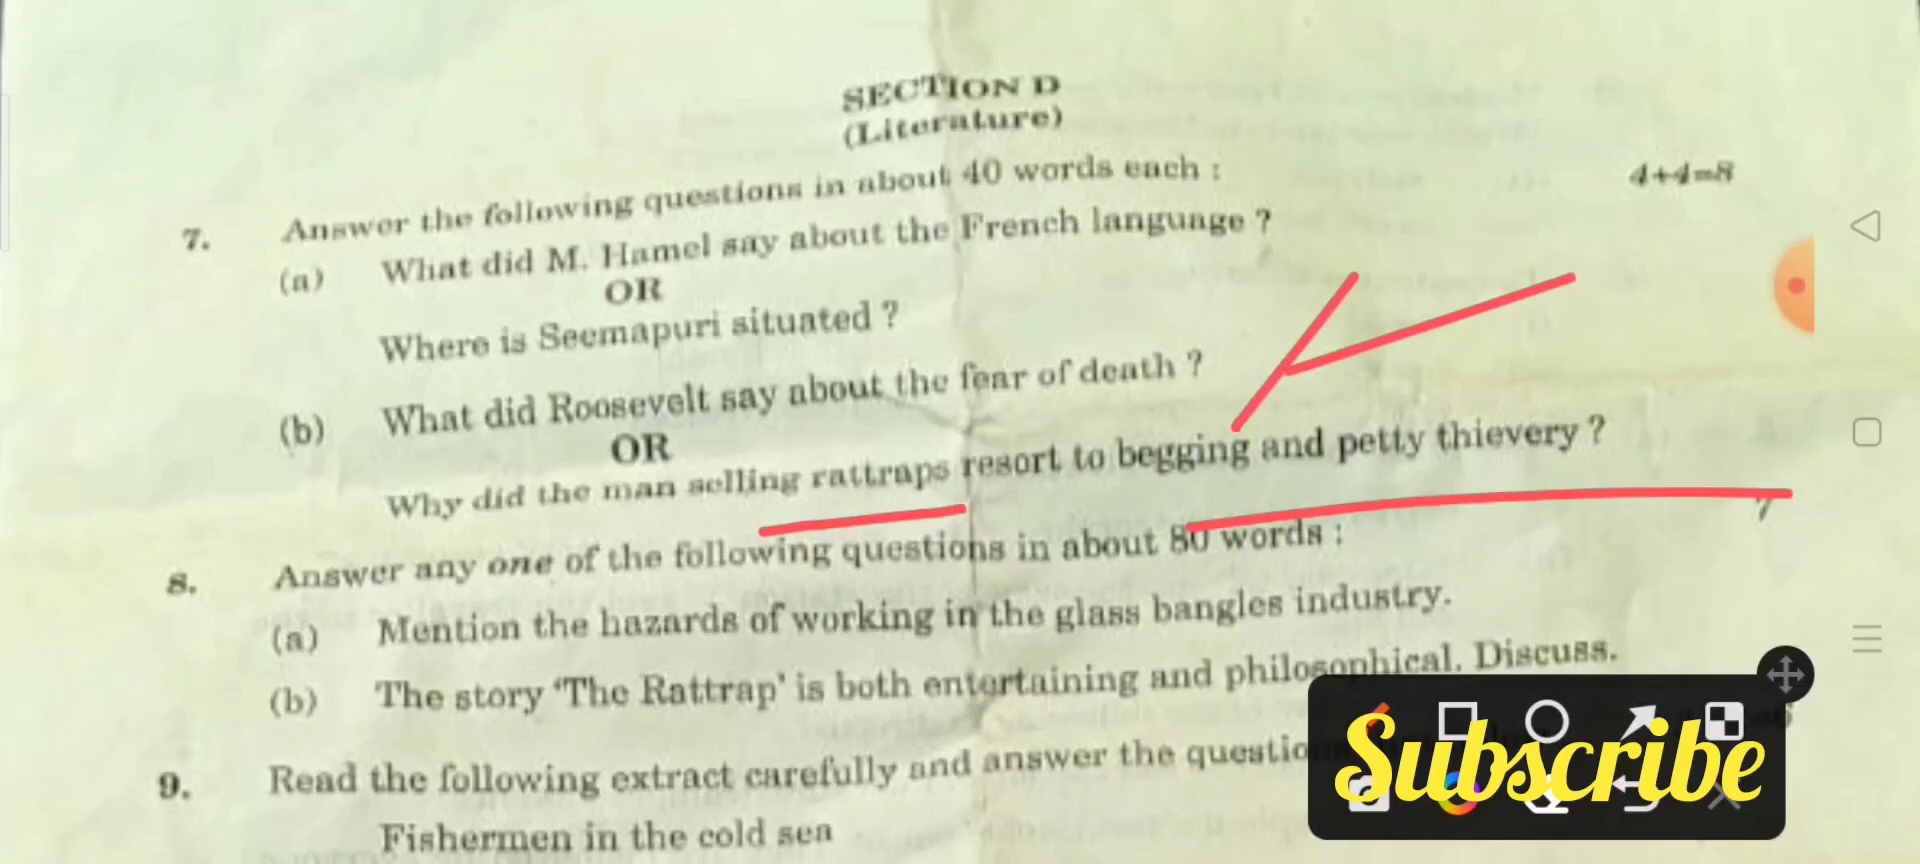 SECTION D
(Literature)
7. Answer the following questions in about 40 words each : 4+4=8
(a) What did M. Hamel say about the French language ?
OR
Where is Seemapuri situated ?
(b) What did Roosevelt say about the fear of death ?
OR
Why did the man selling rattraps resort to begging and petty thievery ?
8. Answer any one of the following questions in about 80 words : 7
(a) Mention the hazards of working in the glass bangles industry.
(b) The story 'The Rattrap' is both entertaining and philosophical. Discuss.
9. Read the following extract carefully and answer the
Fishermen in the cold sea
Subscribe